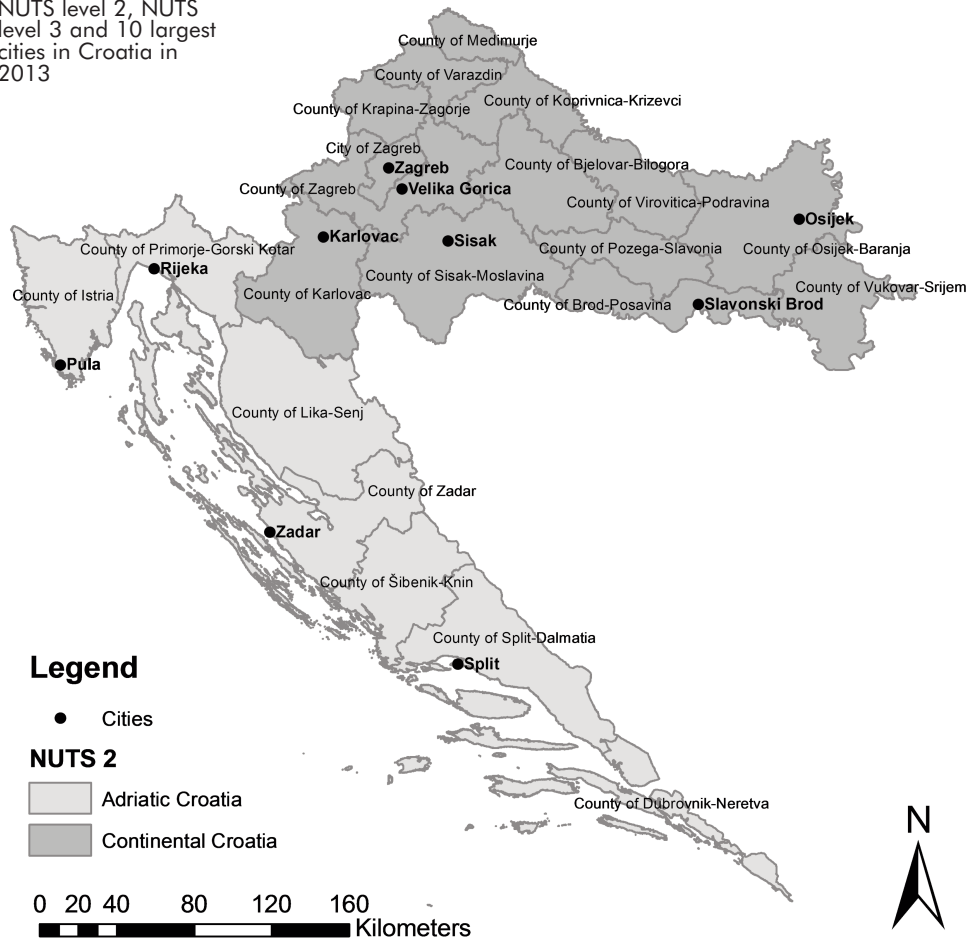 NUTS level 2, NUTS
level 3 and 10 largest
cities in Croatia in
2013
County of Medimurje
County of Varazdin
County of Koprivnica-Krizevci
County of Krapina-Zagorje
City of Zagreb
Zagreb
County of Bjelovar-Bilogora
County of Zagreb
Velika Gorica
County of Virovitica-Podravina
Osijek
Karlovac
Sisak
County of Primorje-Gorski Kotar
County of Pozega-Slavonia
County of Osijek-Baranja
Rijeka
County of Sisak-Moslavina
County of Istria
County of Karlovac
County of Vukovar-Srijem
County of Brod-Posavina
Slavonski Brod
Pula
County of Lika-Senj
County of Zadar
Zadar
County of Šibenik-Knin
County of Split-Dalmatia
Split
Legend
Cities
NUTS 2
Adriatic Croatia
Continental Croatia
County of Dubrovnik-Neretva
N
0 20 40 80 120 160
Kilometers